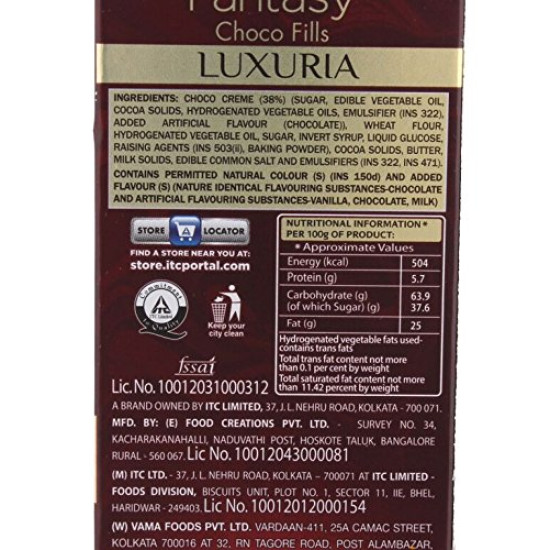 Fantasy
Choco Fills
LUXURIA
INGREDIENTS: CHOCO CREME (38%) (SUGAR, EDIBLE VEGETABLE OIL,
COCOA SOLIDS, HYDROGENATED VEGETABLE OILS, EMULSIFIER (INS 322),
ADDED ARTIFICIAL FLAVOUR (CHOCOLATE)), WHEAT FLOUR,
HYDROGENATED VEGETABLE OIL, SUGAR, INVERT SYRUP, LIQUID GLUCOSE,
RAISING AGENTS (INS 503(ii), BAKING POWDER), COCOA SOLIDS, BUTTER,
MILK SOLIDS, EDIBLE COMMON SALT AND EMULSIFIERS (INS 322, INS 471).
CONTAINS PERMITTED NATURAL COLOUR (S) (INS 150d) AND ADDED
FLAVOUR (S) (NATURE IDENTICAL FLAVOURING SUBSTANCES-CHOCOLATE
AND ARTIFICIAL FLAVOURING SUBSTANCES-VANILLA, CHOCOLATE, MILK)
STORE LOCATOR
FIND A STORE NEAR YOU AT:
store.itcportal.com
Commitment
ITC Limited
To Quality
Keep your
city clean
NUTRITIONAL INFORMATION*
PER 100g OF PRODUCT:
* Approximate Values
Energy (kcal) 504
Protein (g) 5.7
Carbohydrate (g) 63.9
(of which Sugar) (g) 37.6
Fat (g) 25
Hydrogenated vegetable fats used-
contains trans fats
Total trans fat content not more
than 0.1 per cent by weight
Total saturated fat content not more
than 11.42 percent by weight
fssai
Lic. No. 10012031000312
A BRAND OWNED BY ITC LIMITED, 37, J.L. NEHRU ROAD, KOLKATA - 700 071.
MFD. BY: (E) FOOD CREATIONS PVT. LTD. - SURVEY NO. 34,
KACHARAKANAHALLI, NADUVATHI POST, HOSKOTE TALUK, BANGALORE
RURAL - 560 067. Lic No. 10012043000081
(M) ITC LTD. - 37, J.L. NEHRU ROAD, KOLKATA – 700071 AT ITC LIMITED -
FOODS DIVISION, BISCUITS UNIT, PLOT NO. 1, SECTOR 11, IIE, BHEL,
HARIDWAR - 249403. Lic No. 10012012000154
(W) VAMA FOODS PVT. LTD. VARDAAN-411, 25A CAMAC STREET,
KOLKATA 700016 AT 32, RN TAGORE ROAD, POST ALAMBAZAR,